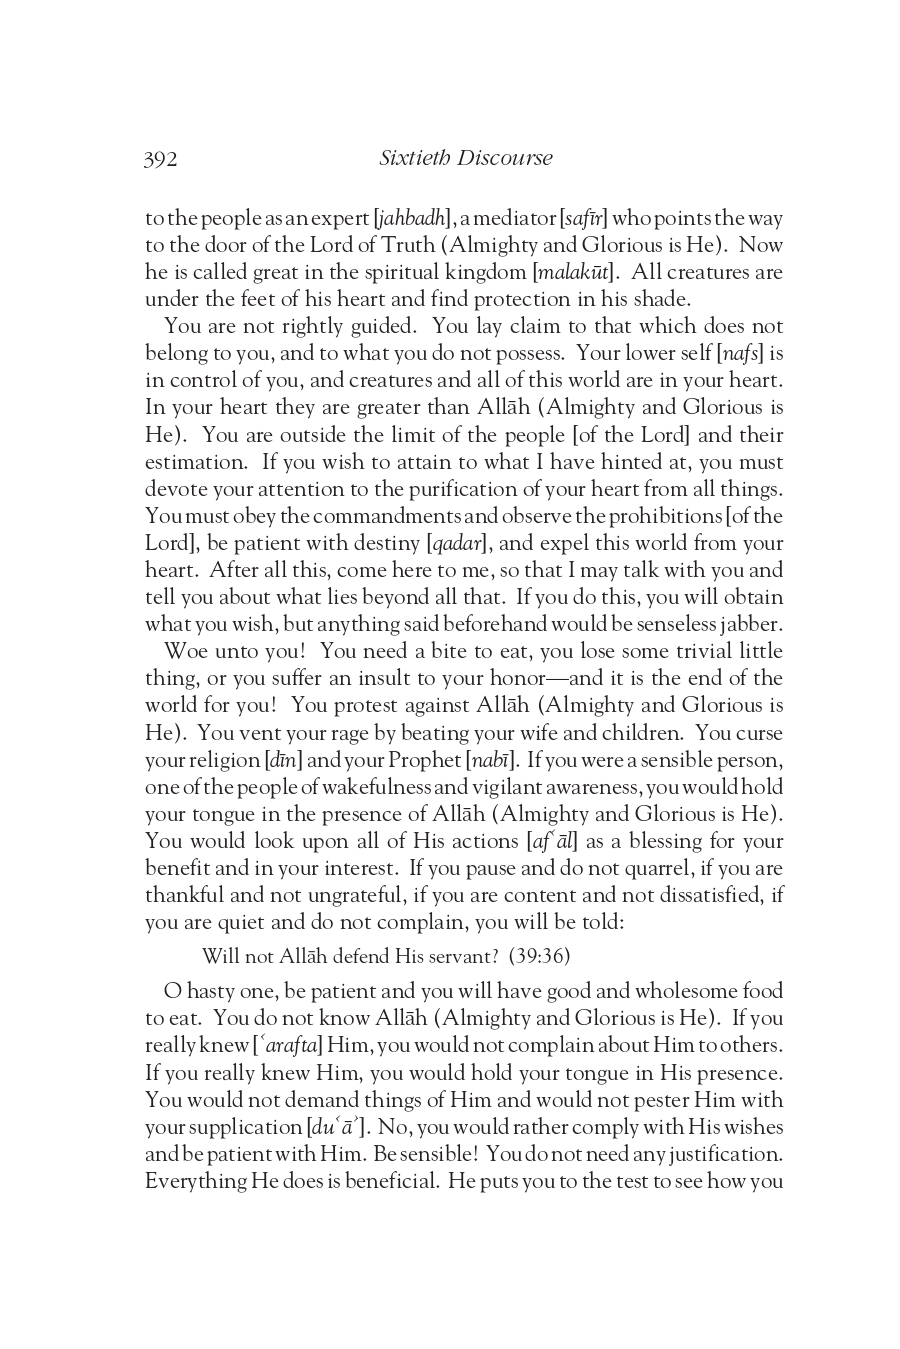 392 Sixtieth Discourse
to the people as an expert [jahbadh], a mediator [safīr] who points the way
to the door of the Lord of Truth (Almighty and Glorious is He). Now
he is called great in the spiritual kingdom [malakūt]. All creatures are
under the feet of his heart and find protection in his shade.
You are not rightly guided. You lay claim to that which does not
belong to you, and to what you do not possess. Your lower self [nafs] is
in control of you, and creatures and all of this world are in your heart.
In your heart they are greater than Allāh (Almighty and Glorious is
He). You are outside the limit of the people [of the Lord] and their
estimation. If you wish to attain to what I have hinted at, you must
devote your attention to the purification of your heart from all things.
You must obey the commandments and observe the prohibitions [of the
Lord], be patient with destiny [qadar], and expel this world from your
heart. After all this, come here to me, so that I may talk with you and
tell you about what lies beyond all that. If you do this, you will obtain
what you wish, but anything said beforehand would be senseless jabber.
Woe unto you! You need a bite to eat, you lose some trivial little
thing, or you suffer an insult to your honor—and it is the end of the
world for you! You protest against Allāh (Almighty and Glorious is
He). You vent your rage by beating your wife and children. You curse
your religion [dīn] and your Prophet [nabī]. If you were a sensible person,
one of the people of wakefulness and vigilant awareness, you would hold
your tongue in the presence of Allāh (Almighty and Glorious is He).
You would look upon all of His actions [afʿāl] as a blessing for your
benefit and in your interest. If you pause and do not quarrel, if you are
thankful and not ungrateful, if you are content and not dissatisfied, if
you are quiet and do not complain, you will be told:
Will not Allāh defend His servant? (39:36)
O hasty one, be patient and you will have good and wholesome food
to eat. You do not know Allāh (Almighty and Glorious is He). If you
really knew [ʿarafta] Him, you would not complain about Him to others.
If you really knew Him, you would hold your tongue in His presence.
You would not demand things of Him and would not pester Him with
your supplication [duʿāʾ]. No, you would rather comply with His wishes
and be patient with Him. Be sensible! You do not need any justification.
Everything He does is beneficial. He puts you to the test to see how you